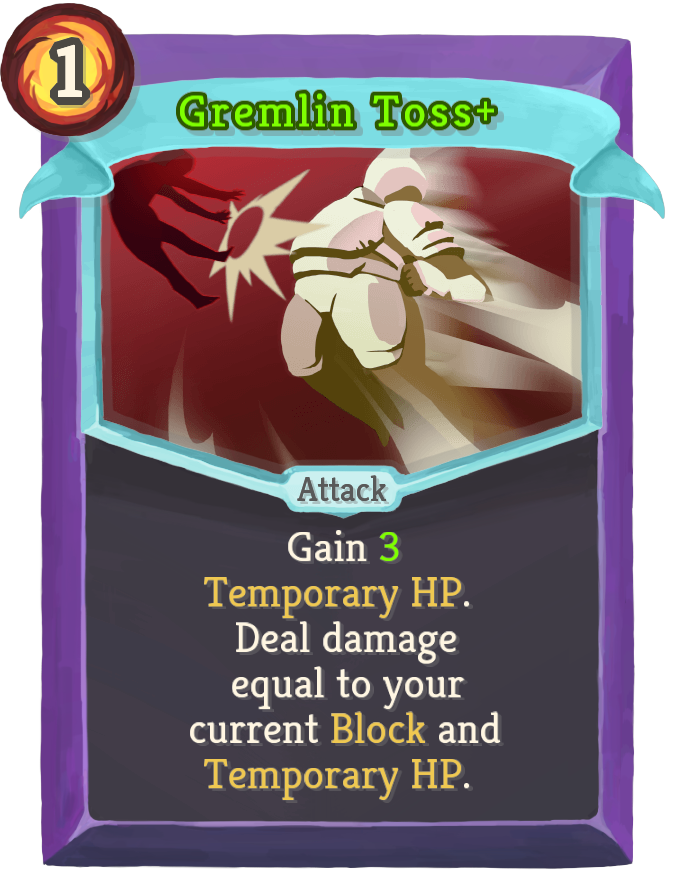 1
Gremlin Toss+
Attack
Gain 3
Temporary HP.
Deal damage
equal to your
current Block and
Temporary HP.